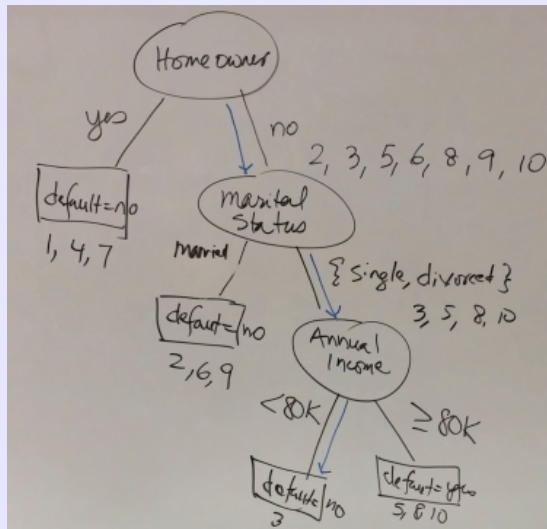 Home owner
yes
no
2, 3, 5, 6, 8, 9, 10
default=no
1, 4, 7
Marital
Status
Married
{single, divorced}
3, 5, 8, 10
default=no
2, 6, 9
Annual
Income
<80K
≥80K
default=no
3
default=yes
5, 8 10